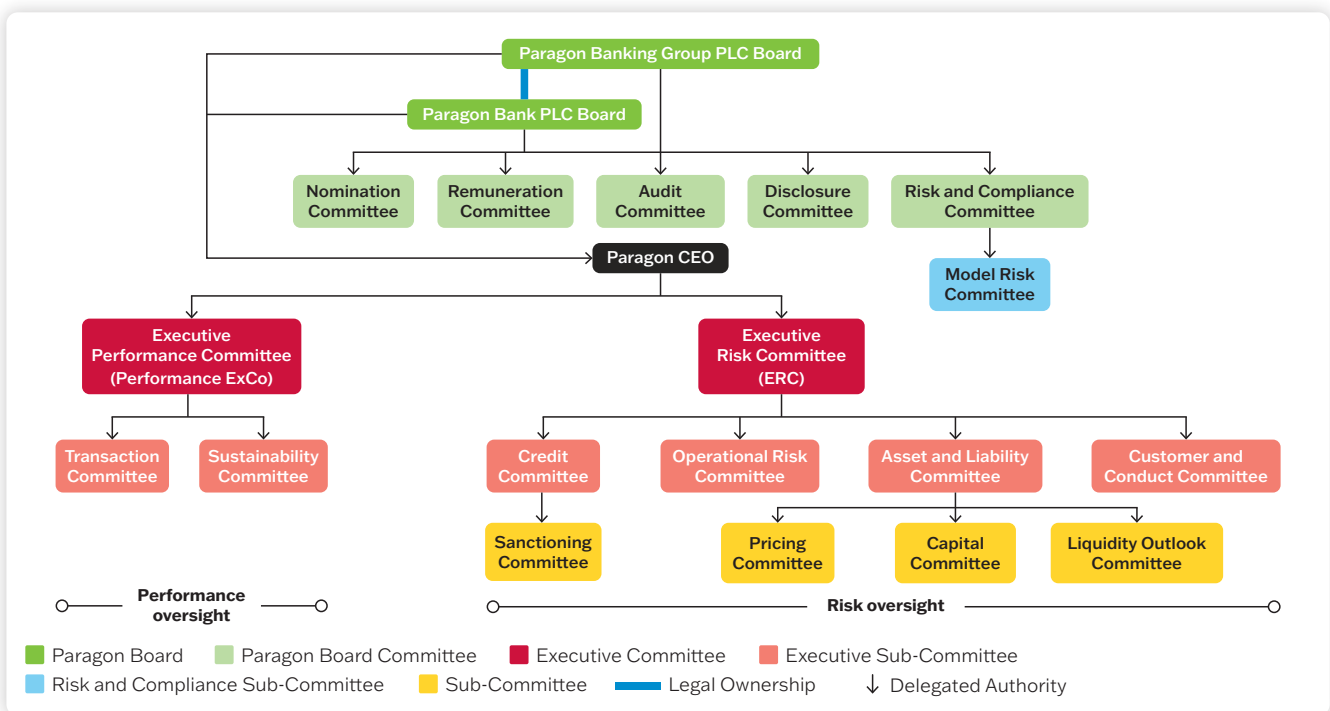 Paragon Banking Group PLC Board
Paragon Bank PLC Board
Nomination
Committee
Remuneration
Committee
Audit
Committee
Disclosure
Committee
Risk and Compliance
Committee
Paragon CEO
Model Risk
Committee
Executive
Performance Committee
(Performance ExCo)
Executive
Risk Committee
(ERC)
Transaction
Committee
Sustainability
Committee
Credit
Committee
Operational Risk
Committee
Asset and Liability
Committee
Customer and
Conduct Committee
Sanctioning
Committee
Pricing
Committee
Capital
Committee
Liquidity Outlook
Committee
Performance
oversight
Risk oversight
Paragon Board
Paragon Board Committee
Executive Committee
Executive Sub-Committee
Risk and Compliance Sub-Committee
Sub-Committee
Legal Ownership
Delegated Authority